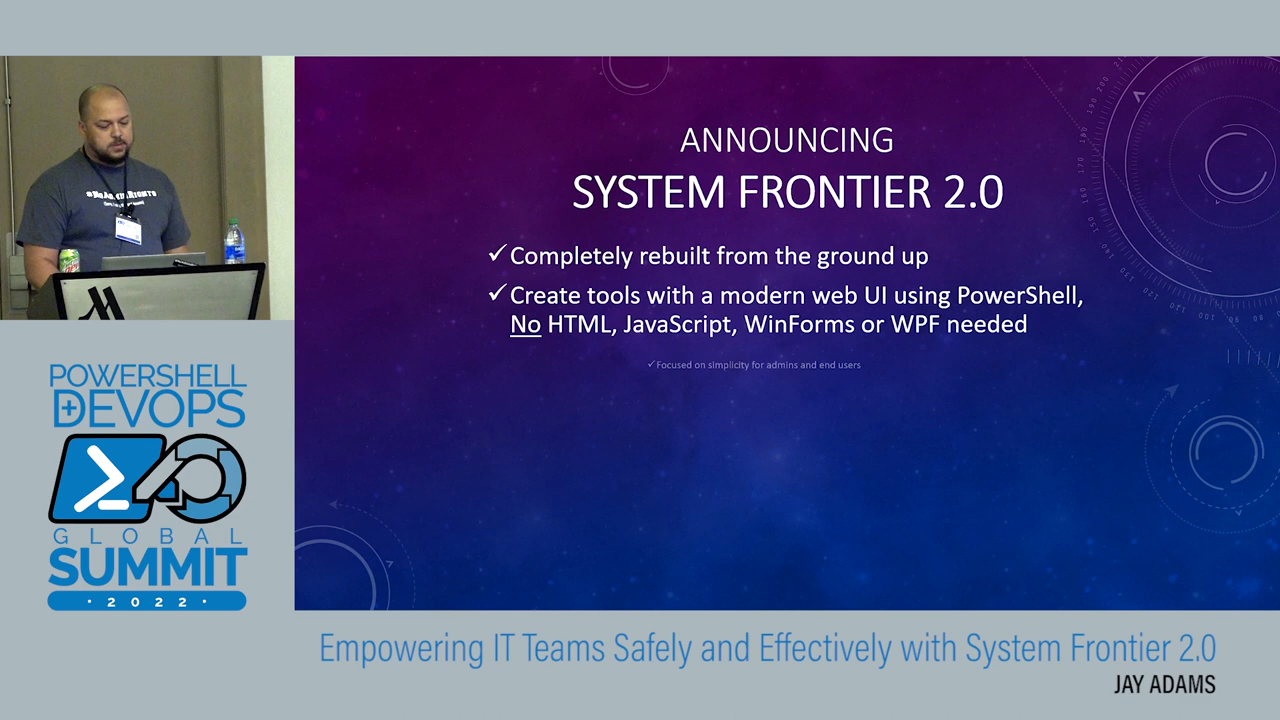 ANNOUNCING
SYSTEM FRONTIER 2.0
✓Completely rebuilt from the ground up
✓Create tools with a modern web UI using PowerShell,
No HTML, JavaScript, WinForms or WPF needed
✓Focused on simplicity for admins and end users
POWERSHELL
+DEVOPS
GLOBAL
SUMMIT
· 2022 ·
Empowering IT Teams Safely and Effectively with System Frontier 2.0
JAY ADAMS